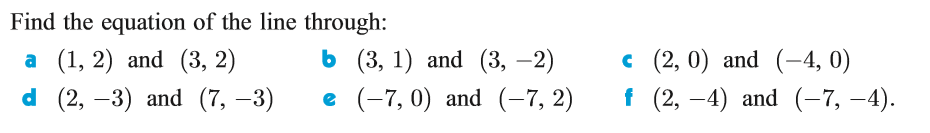 Find the equation of the line through:
a (1, 2) and (3, 2) b (3, 1) and (3, −2) c (2, 0) and (−4, 0)
d (2, −3) and (7, −3) e (−7, 0) and (−7, 2) f (2, −4) and (−7, −4).